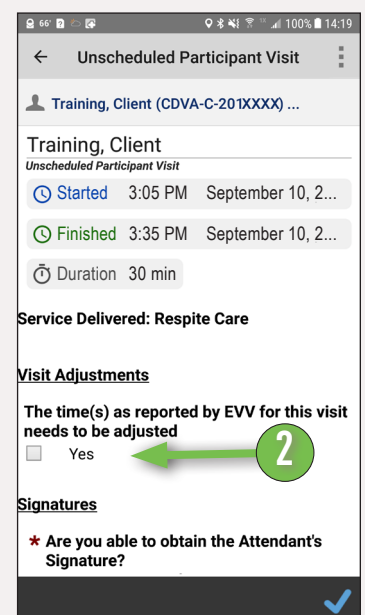 66° 100% 14:19
Unscheduled Participant Visit
Training, Client (CDVA-C-201XXXX) ...
Training, Client
Unscheduled Participant Visit
Started 3:05 PM September 10, 2...
Finished 3:35 PM September 10, 2...
Duration 30 min
Service Delivered: Respite Care
Visit Adjustments
The time(s) as reported by EVV for this visit
needs to be adjusted
Yes
2
Signatures
* Are you able to obtain the Attendant's
Signature?